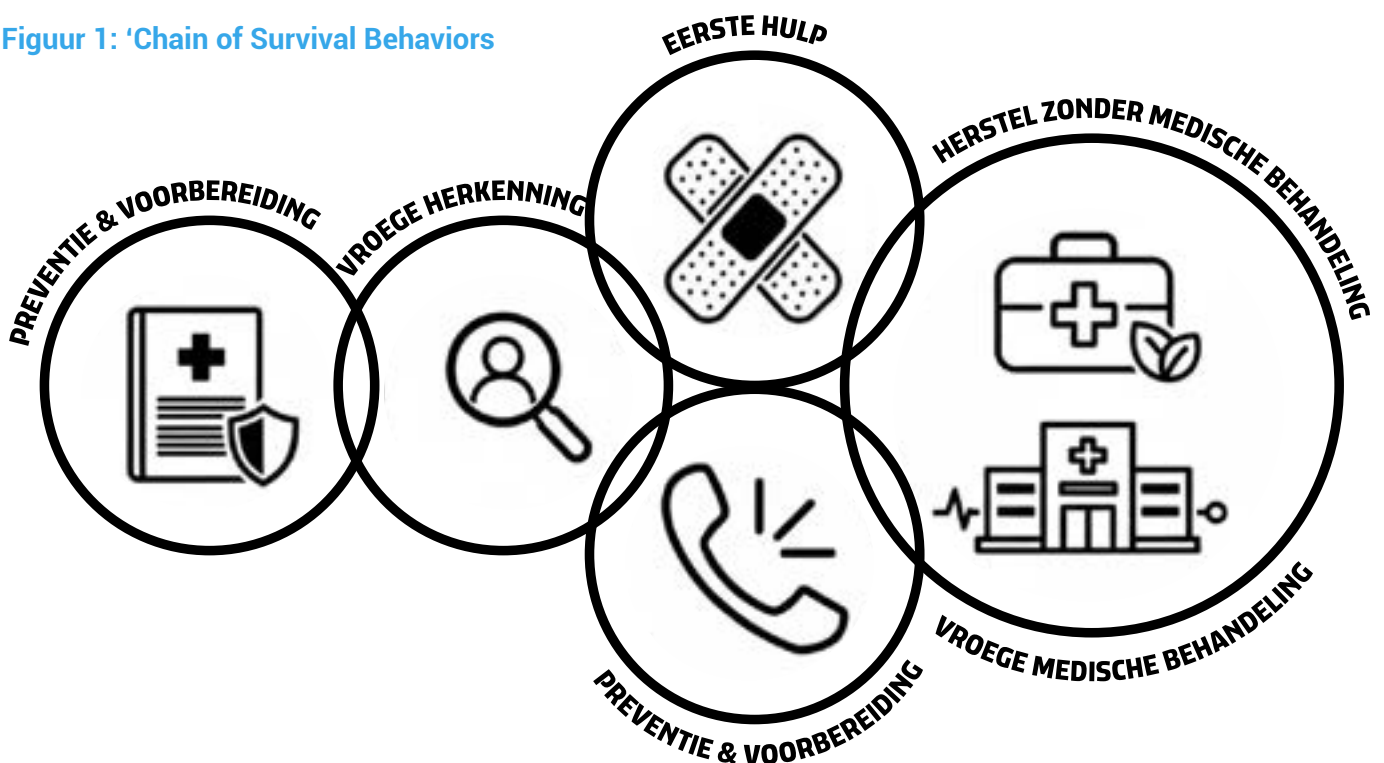 Figuur 1: ‘Chain of Survival Behaviors
PREVENTIE & VOORBEREIDING
VROEGE HERKENNING
EERSTE HULP
PREVENTIE & VOORBEREIDING
HERSTEL ZONDER MEDISCHE BEHANDELING
VROEGE MEDISCHE BEHANDELING